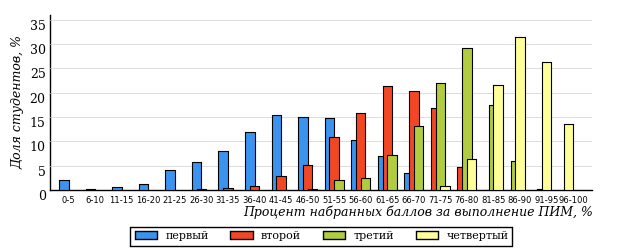 Доля студентов, %
35
30
25
20
15
10
5
0
0-5 6-10 11-15 16-20 21-25 26-30 31-35 36-40 41-45 46-50 51-55 56-60 61-65 66-70 71-75 76-80 81-85 86-90 91-95 96-100
Процент набранных баллов за выполнение ПИМ, %
первый второй третий четвертый